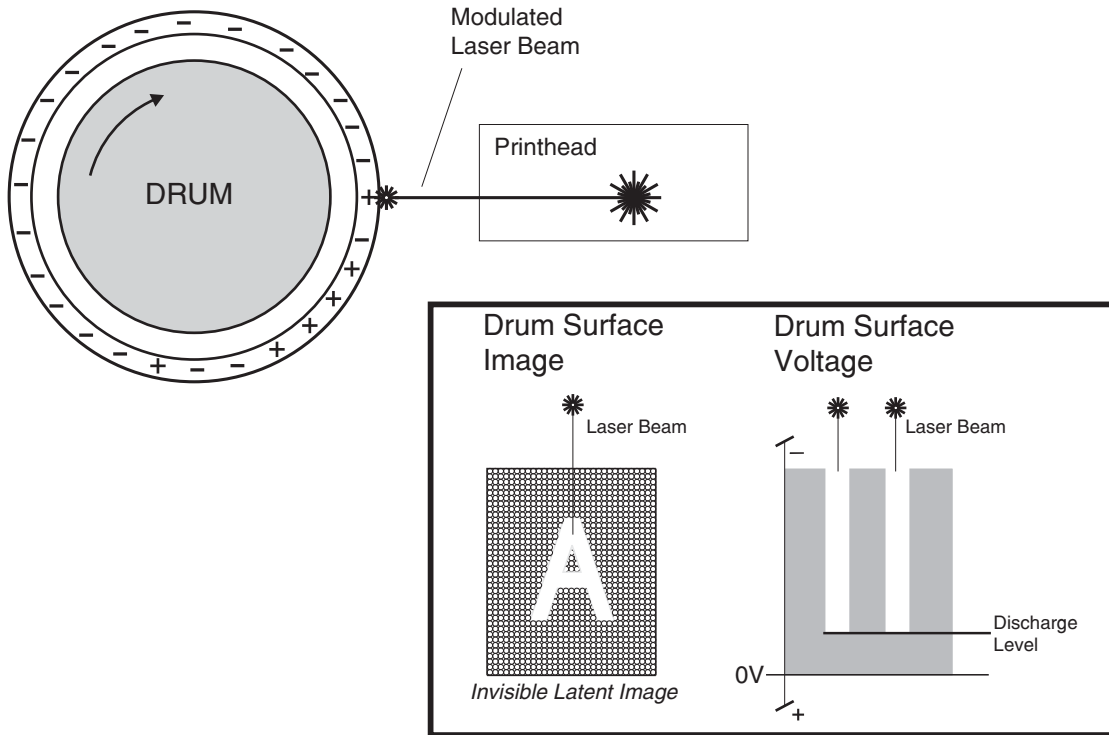 Modulated
Laser Beam
Printhead
DRUM
Drum Surface
Image
Laser Beam
Invisible Latent Image
Drum Surface
Voltage
Laser Beam
Discharge
Level
0V
+